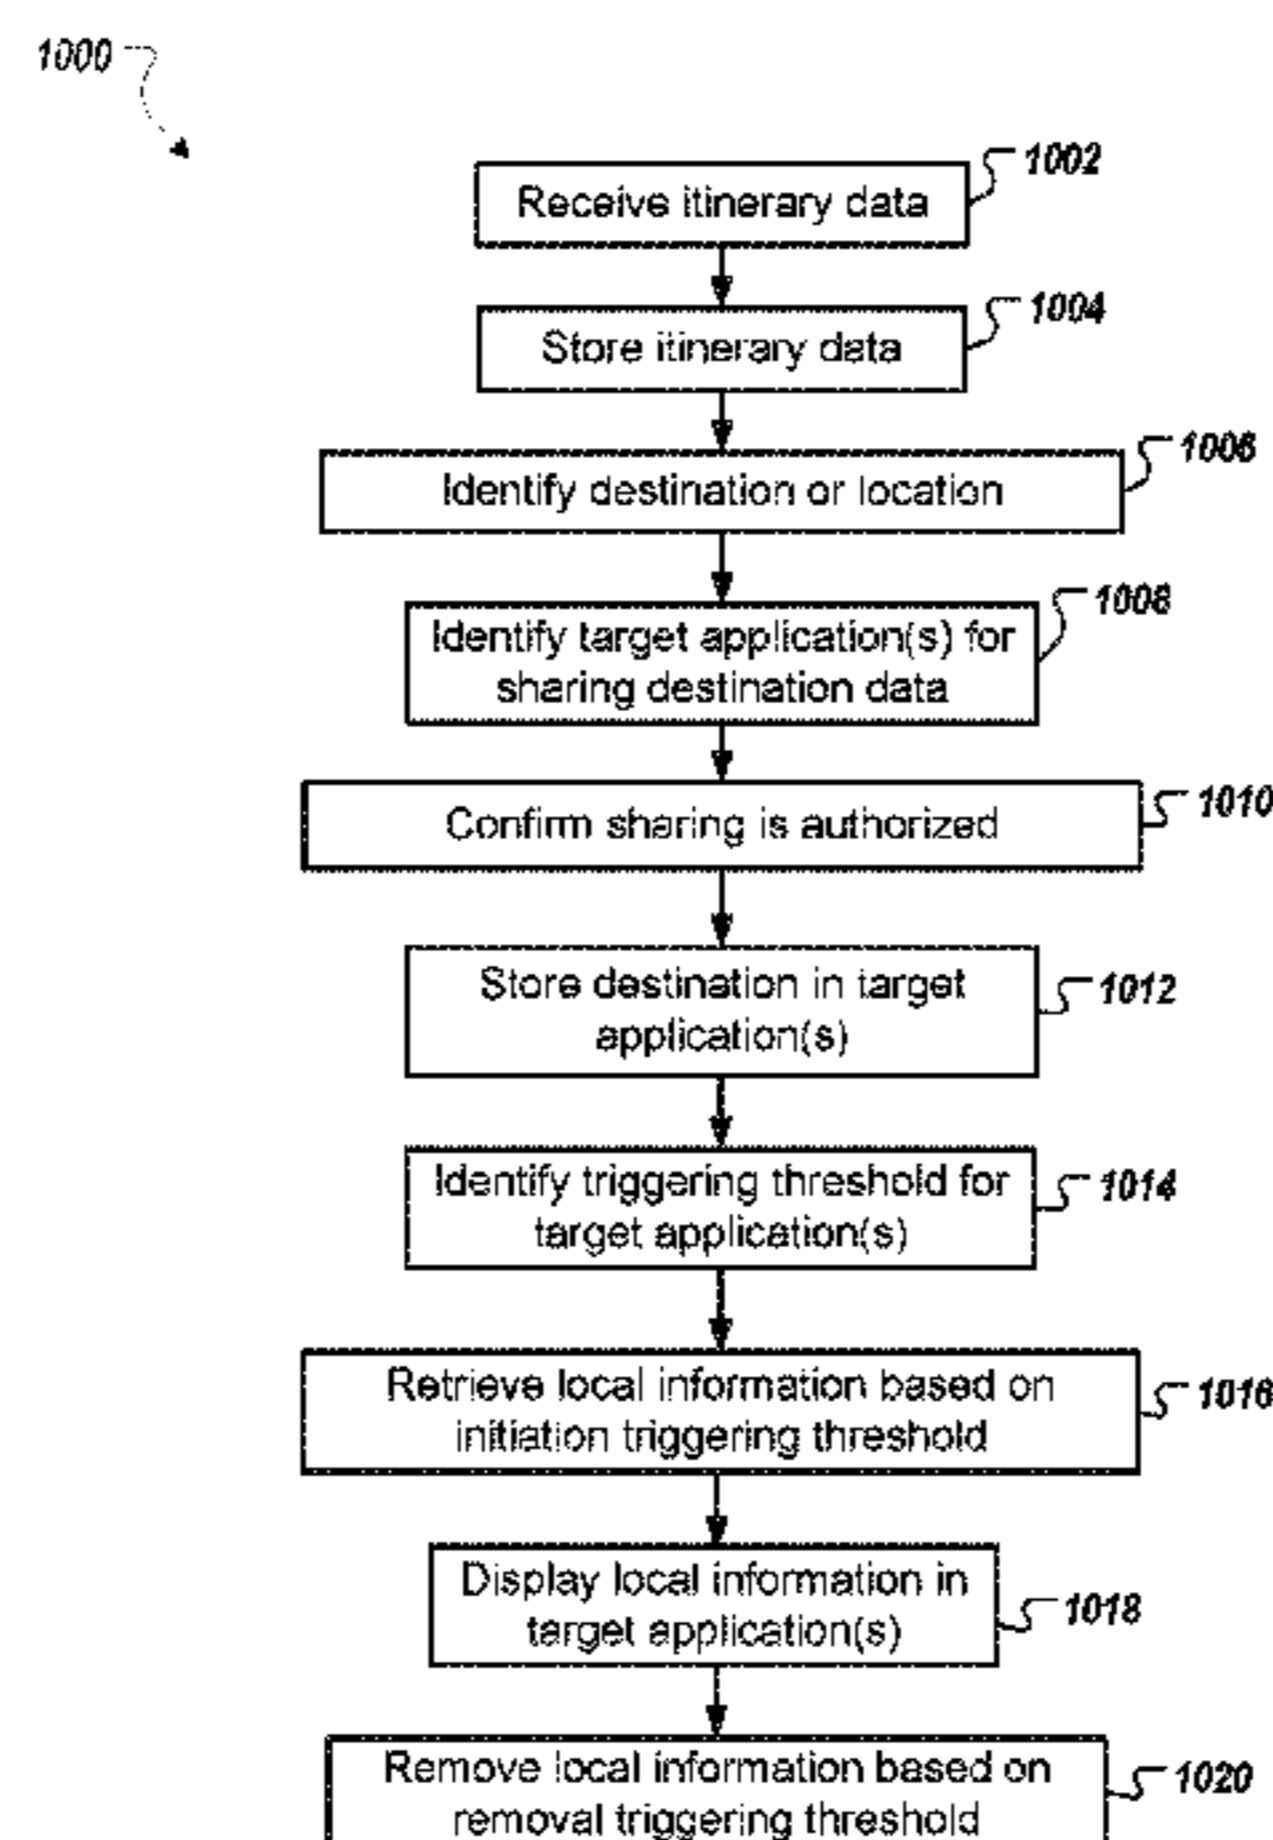 1000
1002
Receive itinerary data
1004
Store itinerary data
1006
Identify destination or location
1008
Identify target application(s) for
sharing destination data
1010
Confirm sharing is authorized
Store destination in target
1012
application(s)
Identify triggering threshold for
1014
target application(s)
Retrieve local information based on
1016
initiation triggering threshold
Display local information in
1018
target application(s)
Remove local information based on
1020
removal triggering threshold